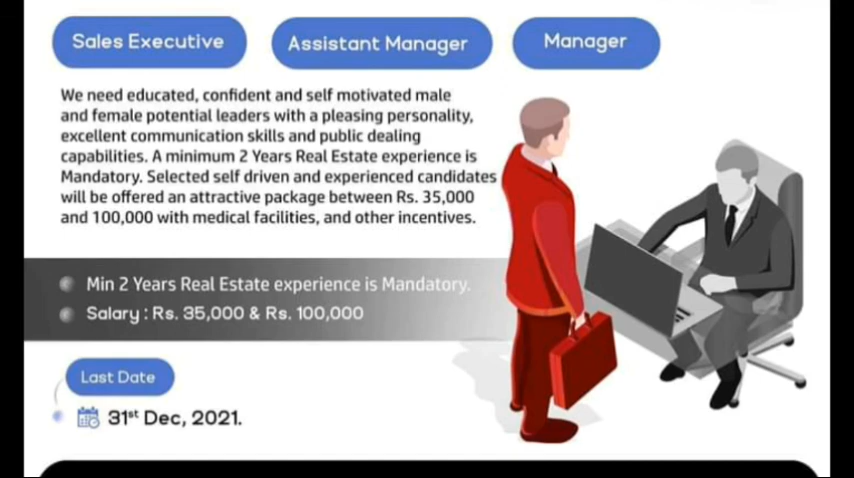 Sales Executive
Assistant Manager
Manager
We need educated, confident and self motivated male
and female potential leaders with a pleasing personality,
excellent communication skills and public dealing
capabilities. A minimum 2 Years Real Estate experience is
Mandatory. Selected self driven and experienced candidates
will be offered an attractive package between Rs. 35,000
and 100,000 with medical facilities, and other incentives.
Min 2 Years Real Estate experience is Mandatory.
Salary : Rs. 35,000 & Rs. 100,000
Last Date
31st Dec, 2021.